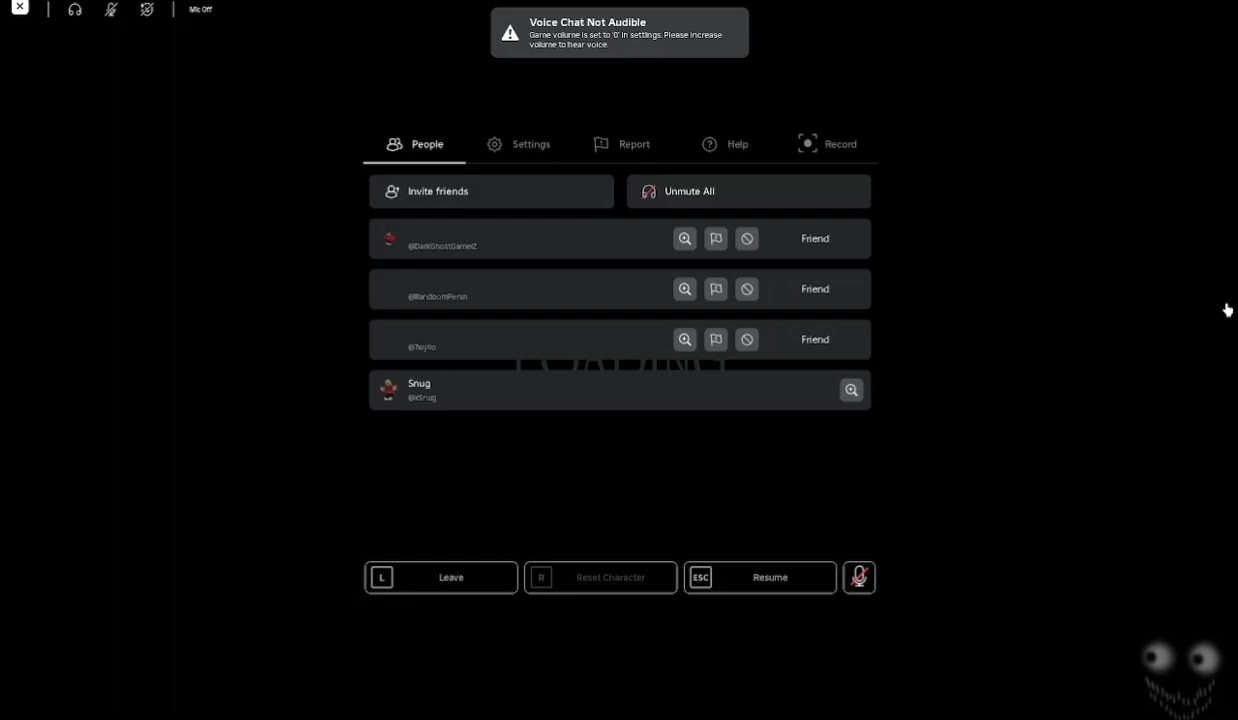 Mic Off
Voice Chat Not Audible
Game volume is set to '0' in settings. Please increase
volume to hear voice.
People
Settings
Report
Help
Record
Invite friends
Unmute All
@DarkGhostGamerZ
Friend
@RandoomPersn
Friend
Friend
LOADING
Snug
@xSnug
L
Leave
R
Reset Character
ESC
Resume